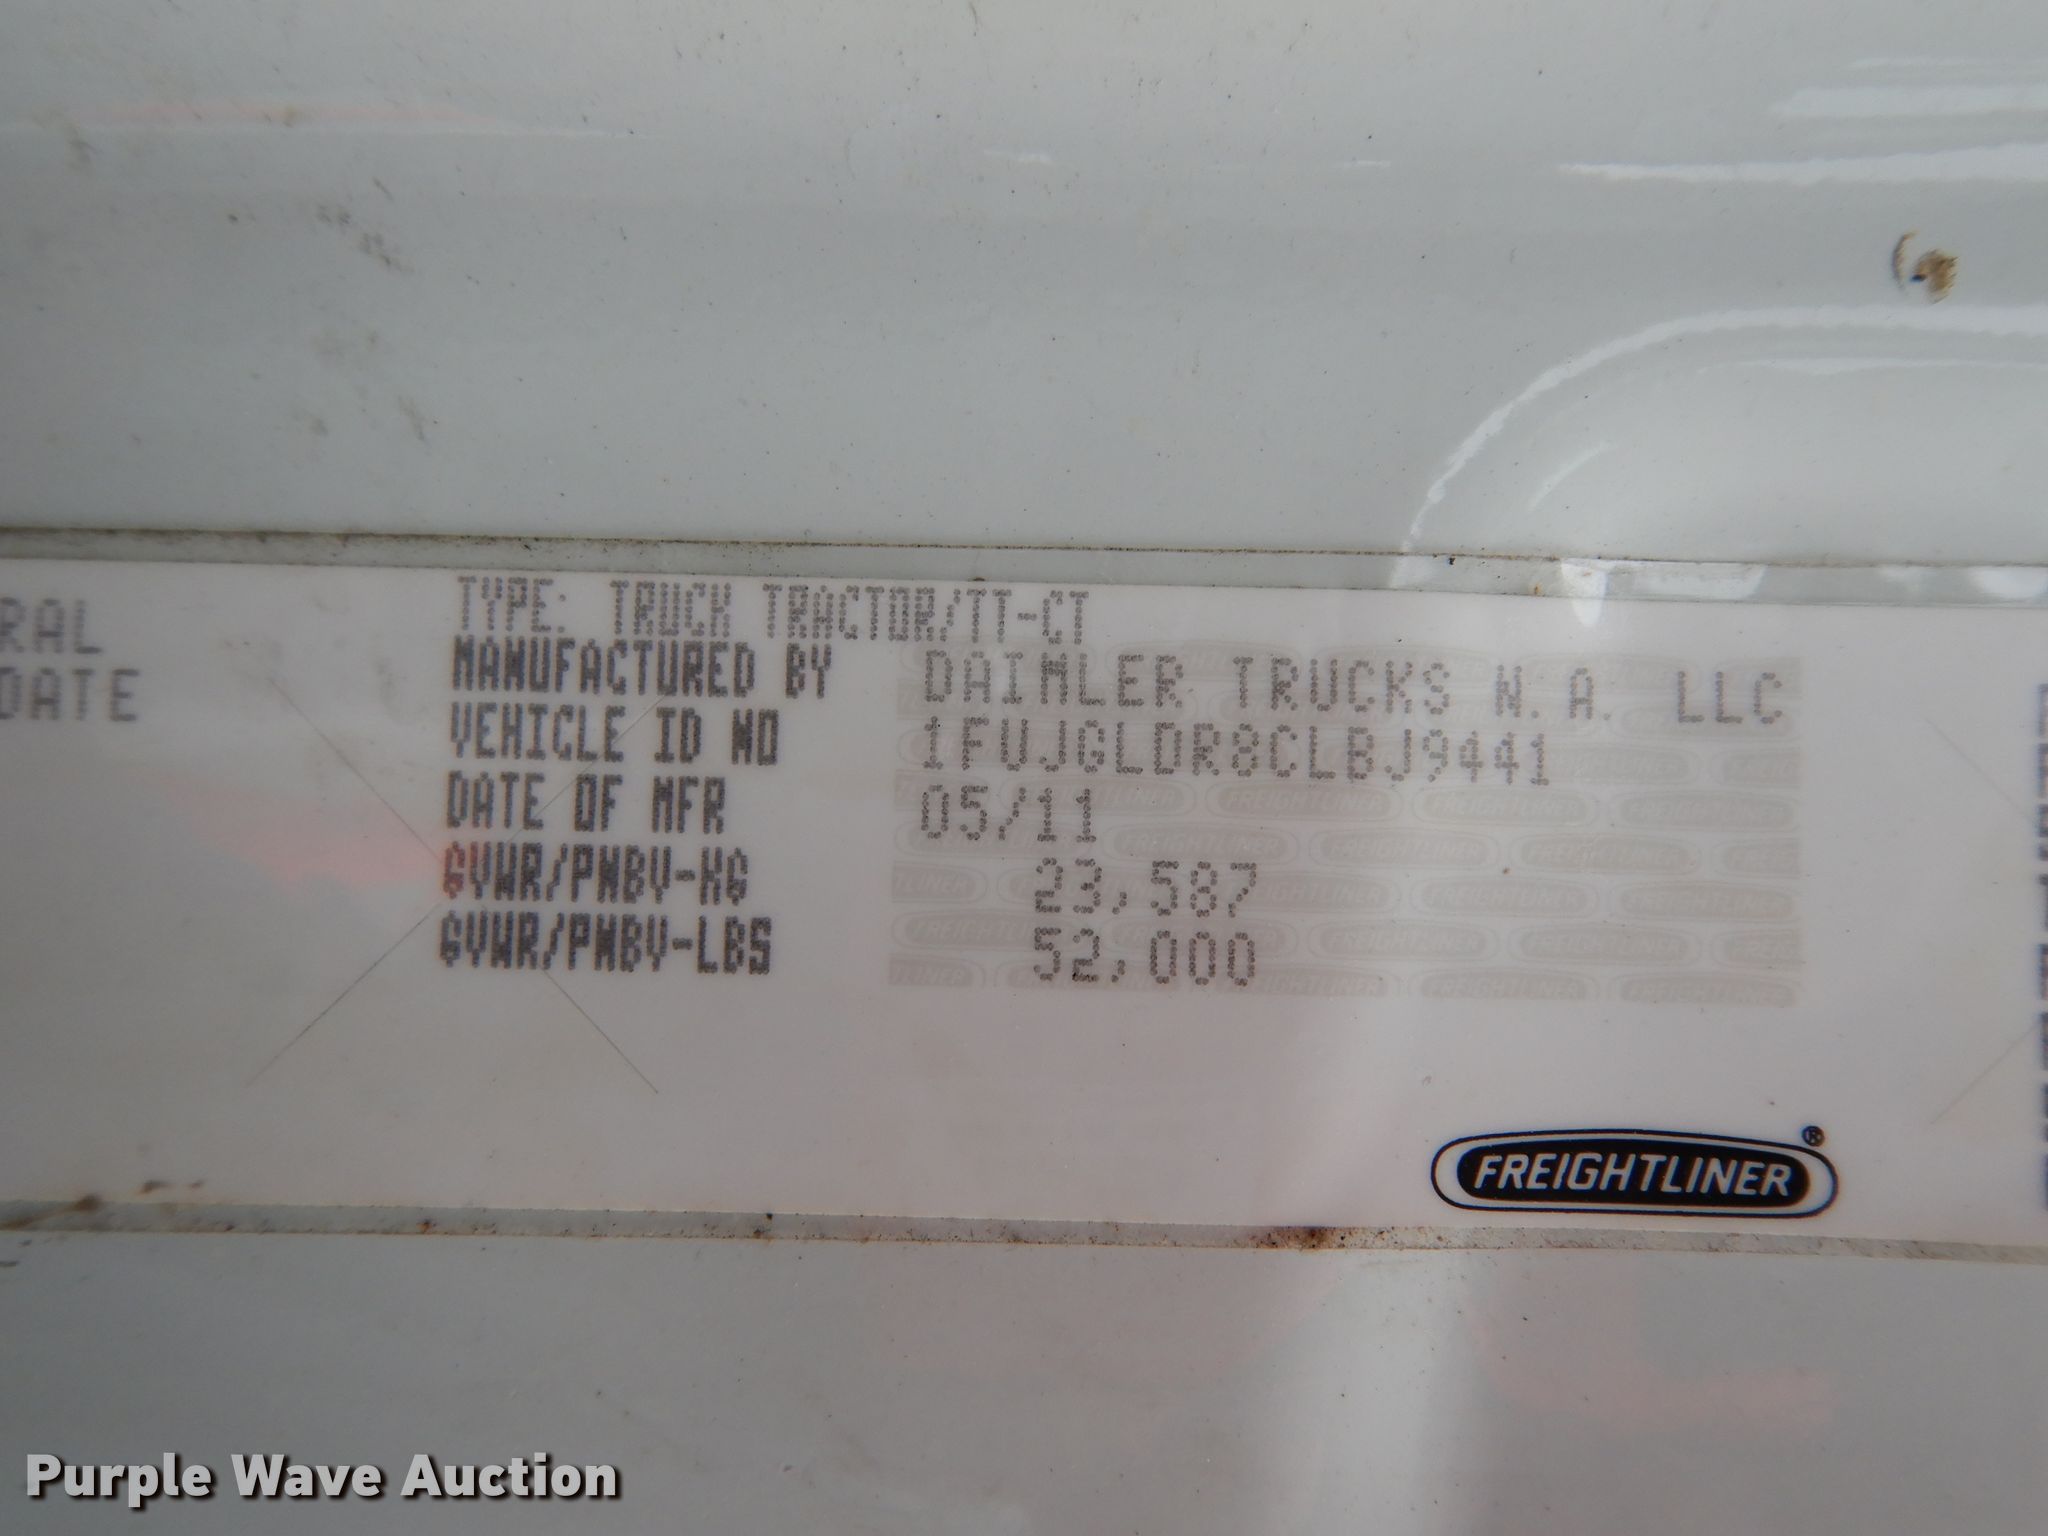 RAL
DATE
TYPE: TRUCK TRACTOR/TT-CT
MANUFACTURED BY DAIMLER TRUCKS N.A. LLC
VEHICLE ID NO 1FUJGLDR8CLBJ9441
DATE OF MFR 05/11
GVWR/PNBV-KG 23,587
GVWR/PNBV-LBS 52,000
FREIGHTLINER®
Purple Wave Auction